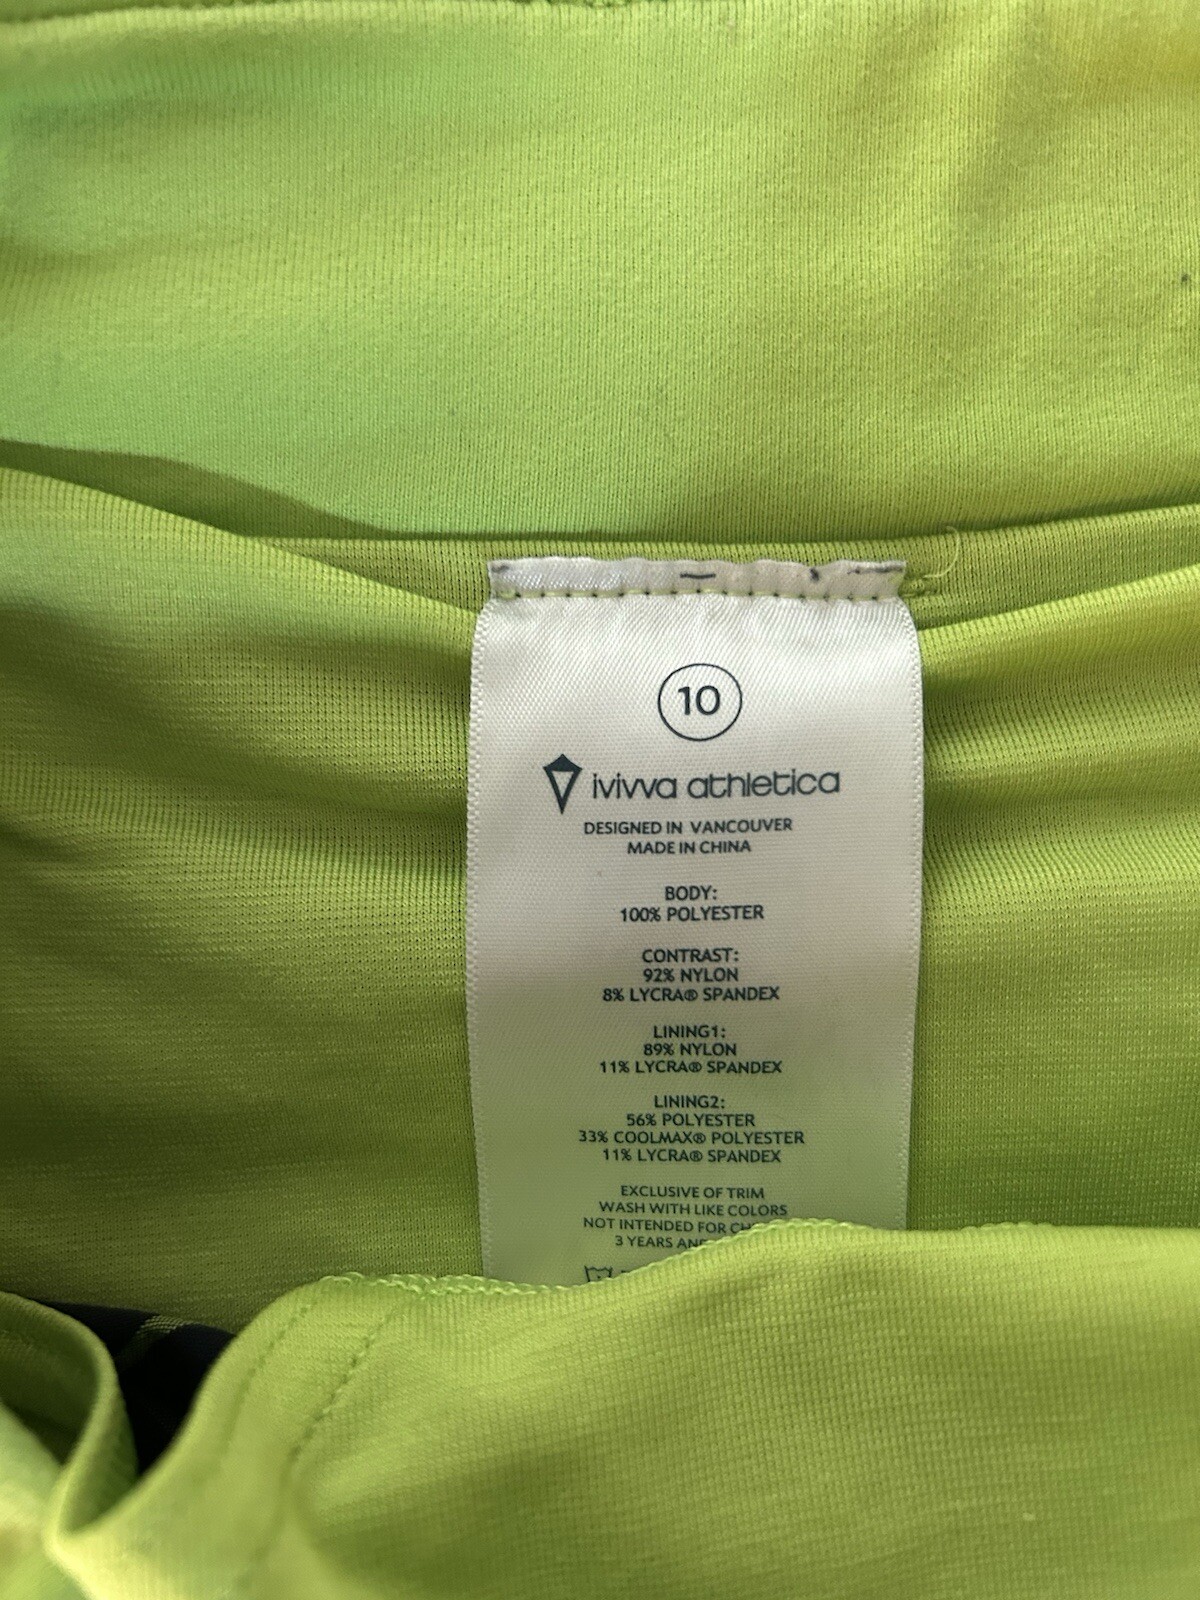 10
ivivva athletica
DESIGNED IN VANCOUVER
MADE IN CHINA
BODY:
100% POLYESTER
CONTRAST:
92% NYLON
8% LYCRA® SPANDEX
LINING1:
89% NYLON
11% LYCRA® SPANDEX
LINING2:
56% POLYESTER
33% COOLMAX® POLYESTER
11% LYCRA® SPANDEX
EXCLUSIVE OF TRIM
WASH WITH LIKE COLORS
NOT INTENDED FOR
3 YEARS